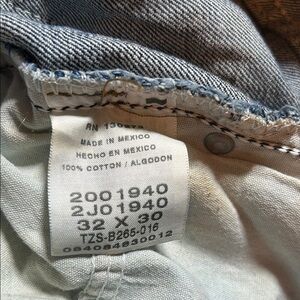 RN
MADE IN MEXICO
HECHO EN MEXICO
100% COTTON / ALGODON
2001940
2J01940
32 X 30
TZS-B265-016